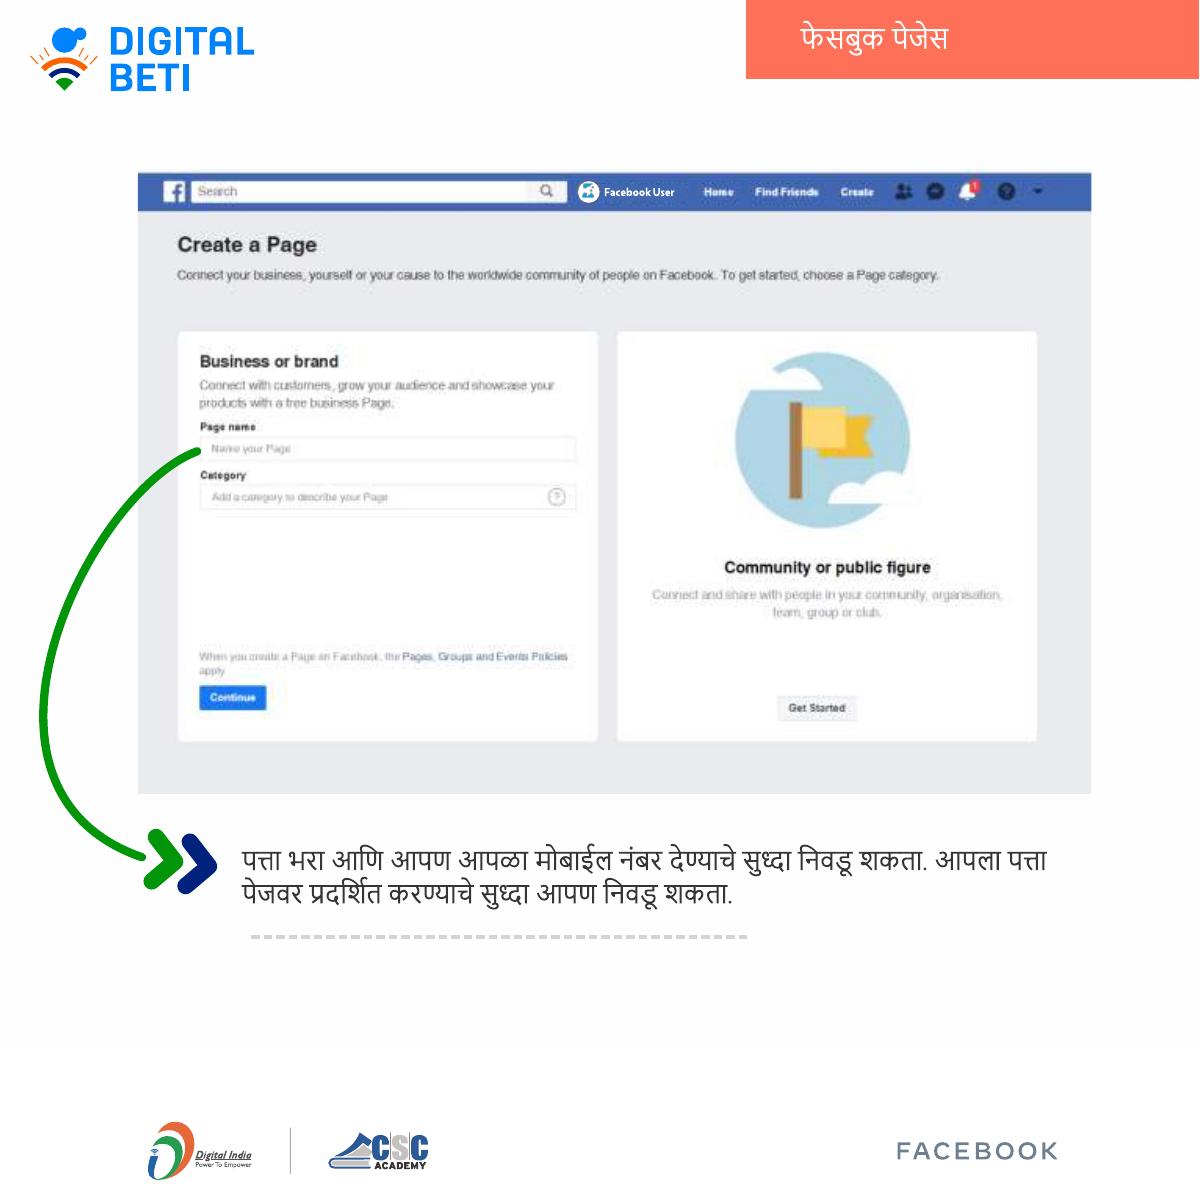 DIGITAL
BETI
फेसबुक पेजेस
Search
Facebook User
Home
Find Friends
Create
Create a Page
Connect your business, yourself or your cause to the worldwide community of people on Facebook. To get started, choose a Page category.
Business or brand
Connect with customers, grow your audience and showcase your
products with a free business Page.
Page name
Name your Page
Category
Add a category to describe your Page
?
When you create a Page on Facebook, the Pages, Groups and Events Policies
apply
Continue
Community or public figure
Connect and share with people in your community, organisation,
team, group or club.
Get Started
पत्ता भरा आणि आपण आपळा मोबाईल नंबर देण्याचे सुध्दा निवडू शकता. आपला पत्ता
पेजवर प्रदर्शित करण्याचे सुध्दा आपण निवडू शकता.
Digital India
Power To Empower
CSC
ACADEMY
FACEBOOK